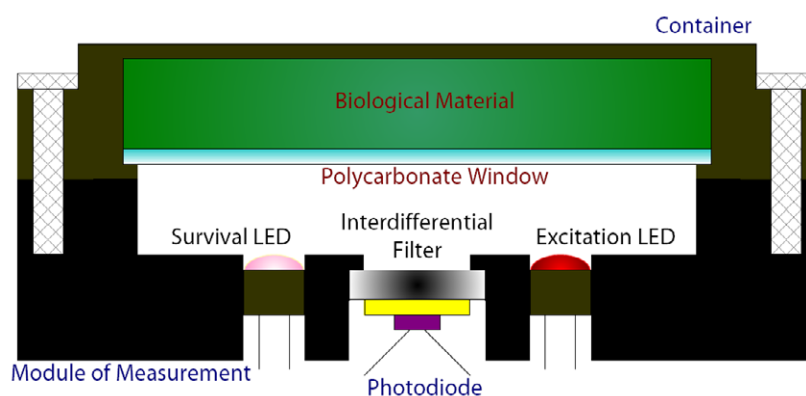 Container
Biological Material
Polycarbonate Window
Survival LED
Interdifferential
Filter
Excitation LED
Module of Measurement
Photodiode